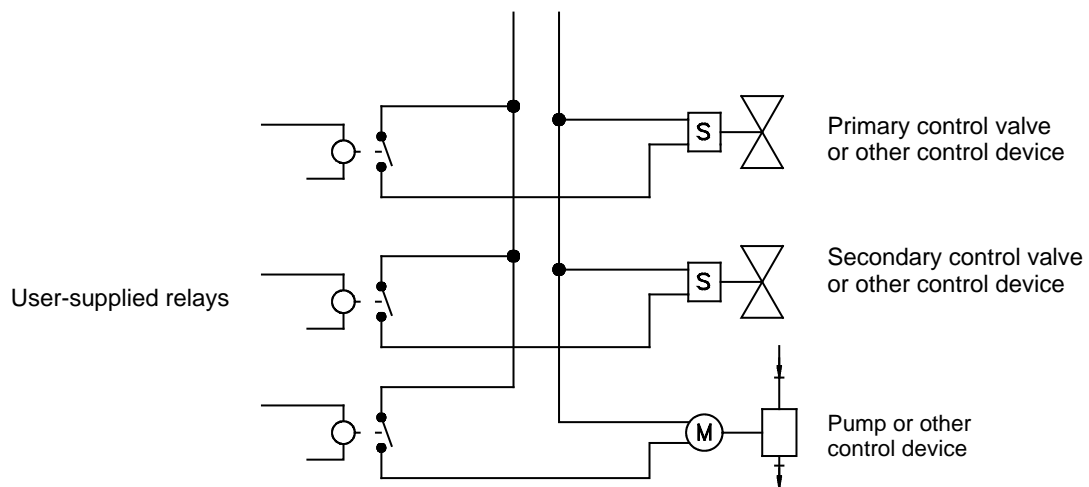 S
Primary control valve
or other control device
S
Secondary control valve
or other control device
User-supplied relays
M
Pump or other
control device